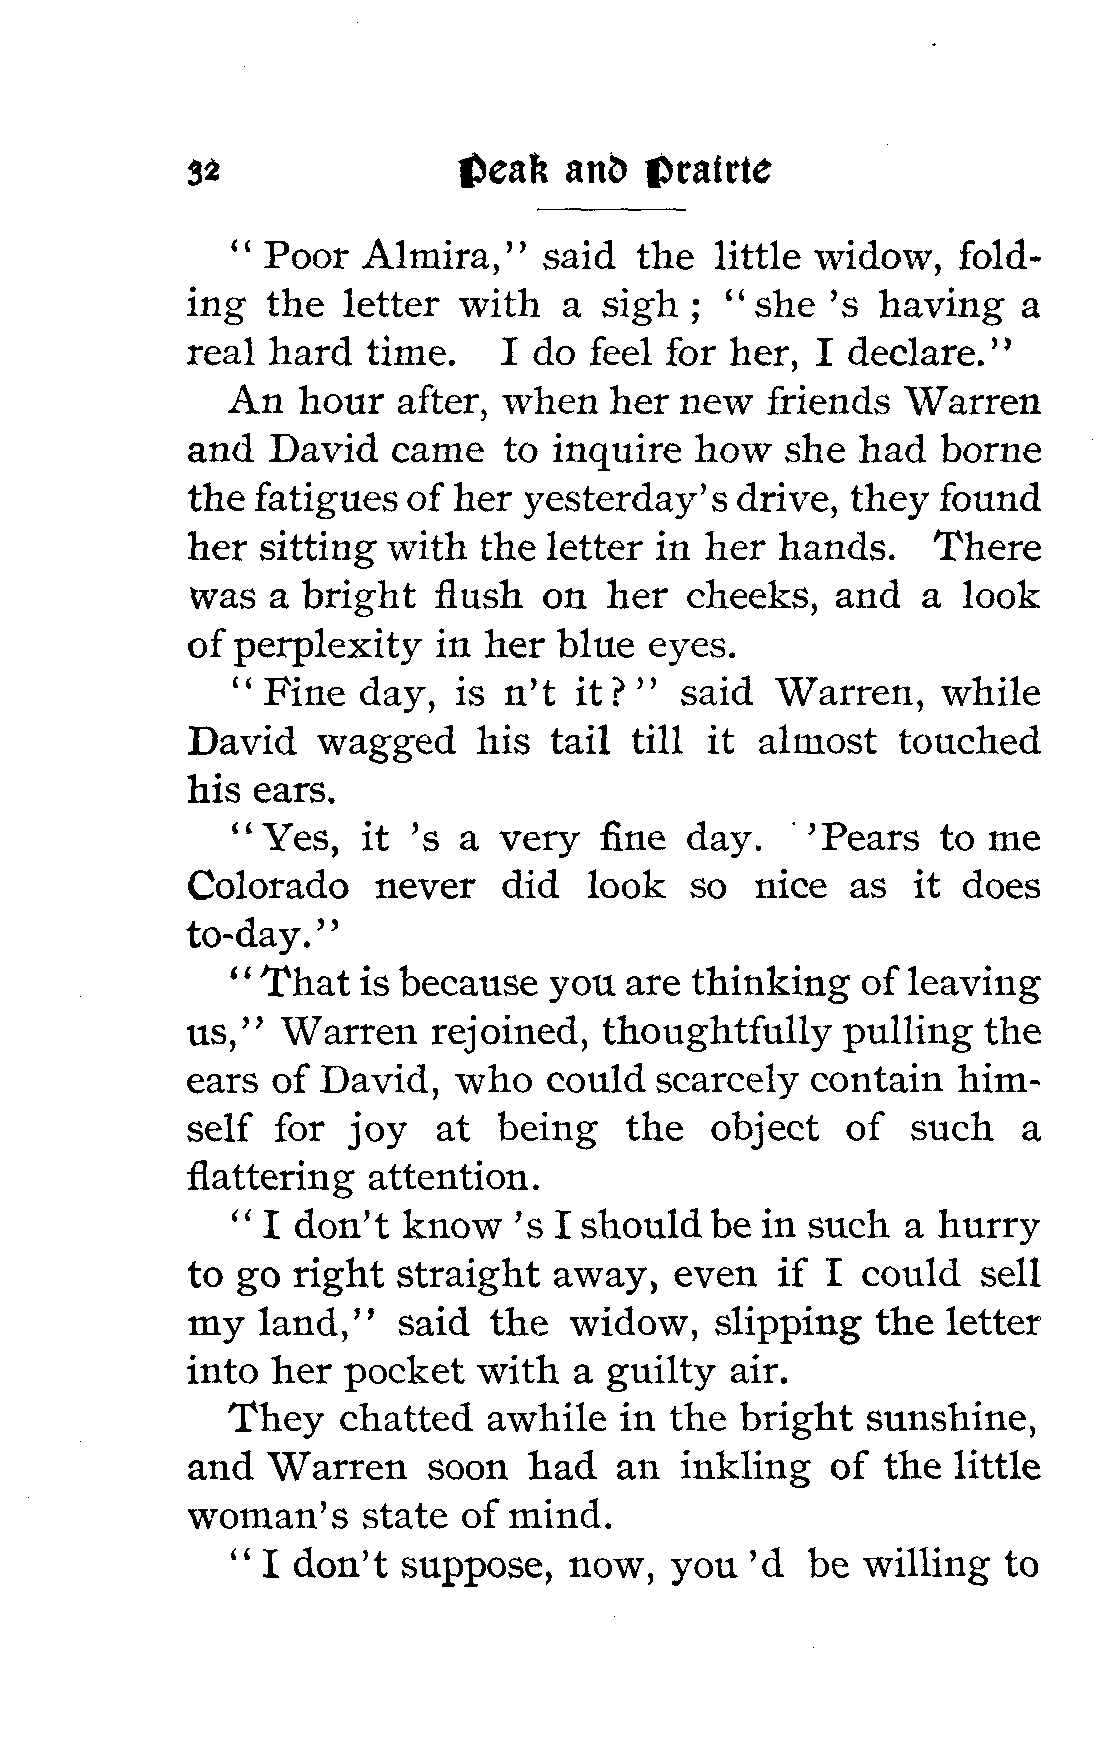 32 Peak and Prairie
“Poor Almira,” said the little widow, fold-
ing the letter with a sigh; “she 's having a
real hard time. I do feel for her, I declare.”
An hour after, when her new friends Warren
and David came to inquire how she had borne
the fatigues of her yesterday's drive, they found
her sitting with the letter in her hands. There
was a bright flush on her cheeks, and a look
of perplexity in her blue eyes.
“Fine day, is n't it?” said Warren, while
David wagged his tail till it almost touched
his ears.
“Yes, it 's a very fine day. 'Pears to me
Colorado never did look so nice as it does
to-day.”
“That is because you are thinking of leaving
us,” Warren rejoined, thoughtfully pulling the
ears of David, who could scarcely contain him-
self for joy at being the object of such a
flattering attention.
“I don't know 's I should be in such a hurry
to go right straight away, even if I could sell
my land,” said the widow, slipping the letter
into her pocket with a guilty air.
They chatted awhile in the bright sunshine,
and Warren soon had an inkling of the little
woman's state of mind.
“I don't suppose, now, you 'd be willing to